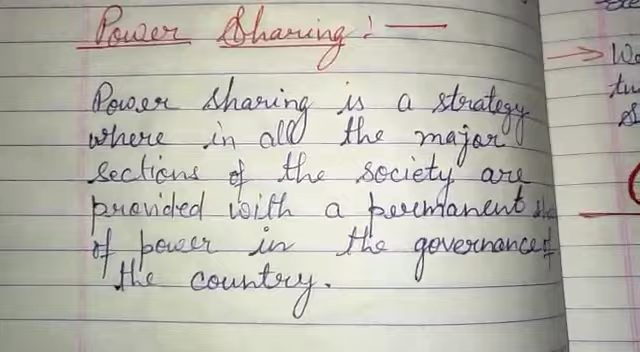 Power Sharing :—
Power sharing is a strategy
where in all the major
sections of the society are
provided with a permanent
of power in the governance of
the country.